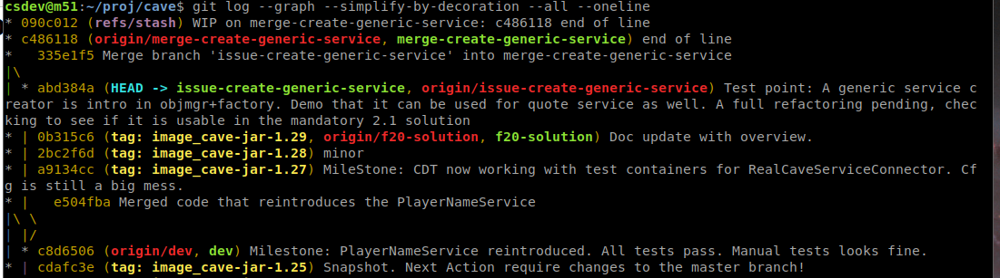 csdev@m51:~/proj/cave$ git log --graph --simplify-by-decoration --all --oneline
* 090c012 (refs/stash) WIP on merge-create-generic-service: c486118 end of line
* c486118 (origin/merge-create-generic-service, merge-create-generic-service) end of line
*   335e1f5 Merge branch 'issue-create-generic-service' into merge-create-generic-service
|\
| * abd384a (HEAD -> issue-create-generic-service, origin/issue-create-generic-service) Test point: A generic service c
reator is intro in objmgr+factory. Demo that it can be used for quote service as well. A full refactoring pending, chec
king to see if it is usable in the mandatory 2.1 solution
* | 0b315c6 (tag: image_cave-jar-1.29, origin/f20-solution, f20-solution) Doc update with overview.
* | 2bc2f6d (tag: image_cave-jar-1.28) minor
* | a9134cc (tag: image_cave-jar-1.27) MileStone: CDT now working with test containers for RealCaveServiceConnector. Cf
g is still a big mess.
* |   e504fba Merged code that reintroduces the PlayerNameService
|\ \
| |/
| * c8d6506 (origin/dev, dev) Milestone: PlayerNameService reintroduced. All tests pass. Manual tests looks fine.
* | cdafc3e (tag: image_cave-jar-1.25) Snapshot. Next Action require changes to the master branch!